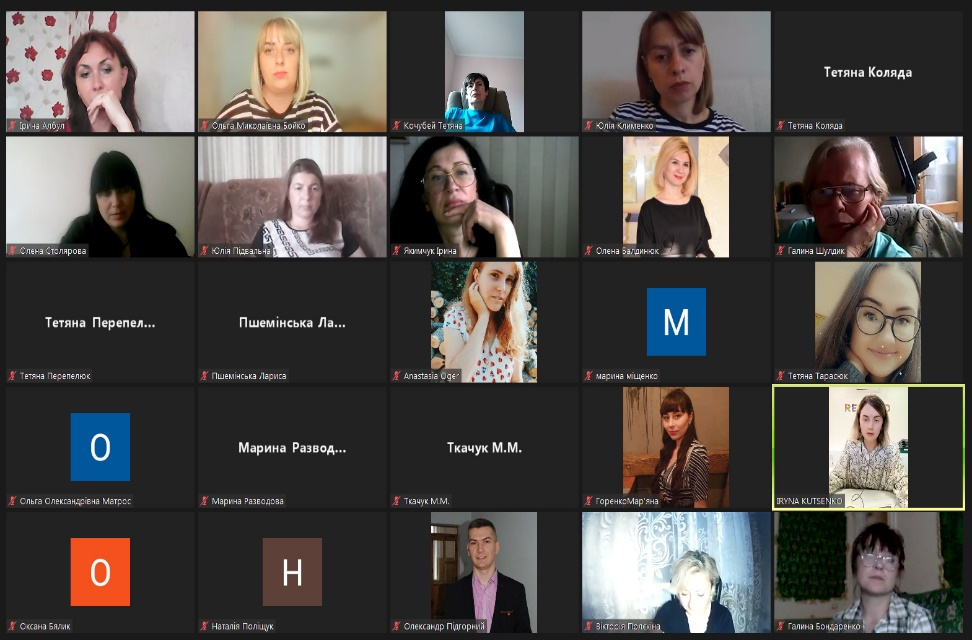 Ірина Албул
Ольга Миколаївна Бойко
Кочубей Тетяна
Юлія Клименко
Тетяна Коляда
Тетяна Коляда
Олена Столярова
Юлія Підвальна
Якимчук Ірина
Олена Балдинюк
Галина Шулдик
Тетяна Перепел...
Тетяна Перепелюк
Пшемінська Ла...
Пшемінська Лариса
Anastasia Oger
M
марина міщенко
Тетяна Тарасюк
О
Ольга Олександрівна Матрос
Марина Развод...
Марина Разводова
Ткачук М.М.
Ткачук М.М.
ГоренкоМар'яна
IRYNA KUTSENKO
О
Оксана Бялик
Н
Наталія Поліщук
Олександр Підгорний
Вікторія Полєхіна
Галина Бондаренко